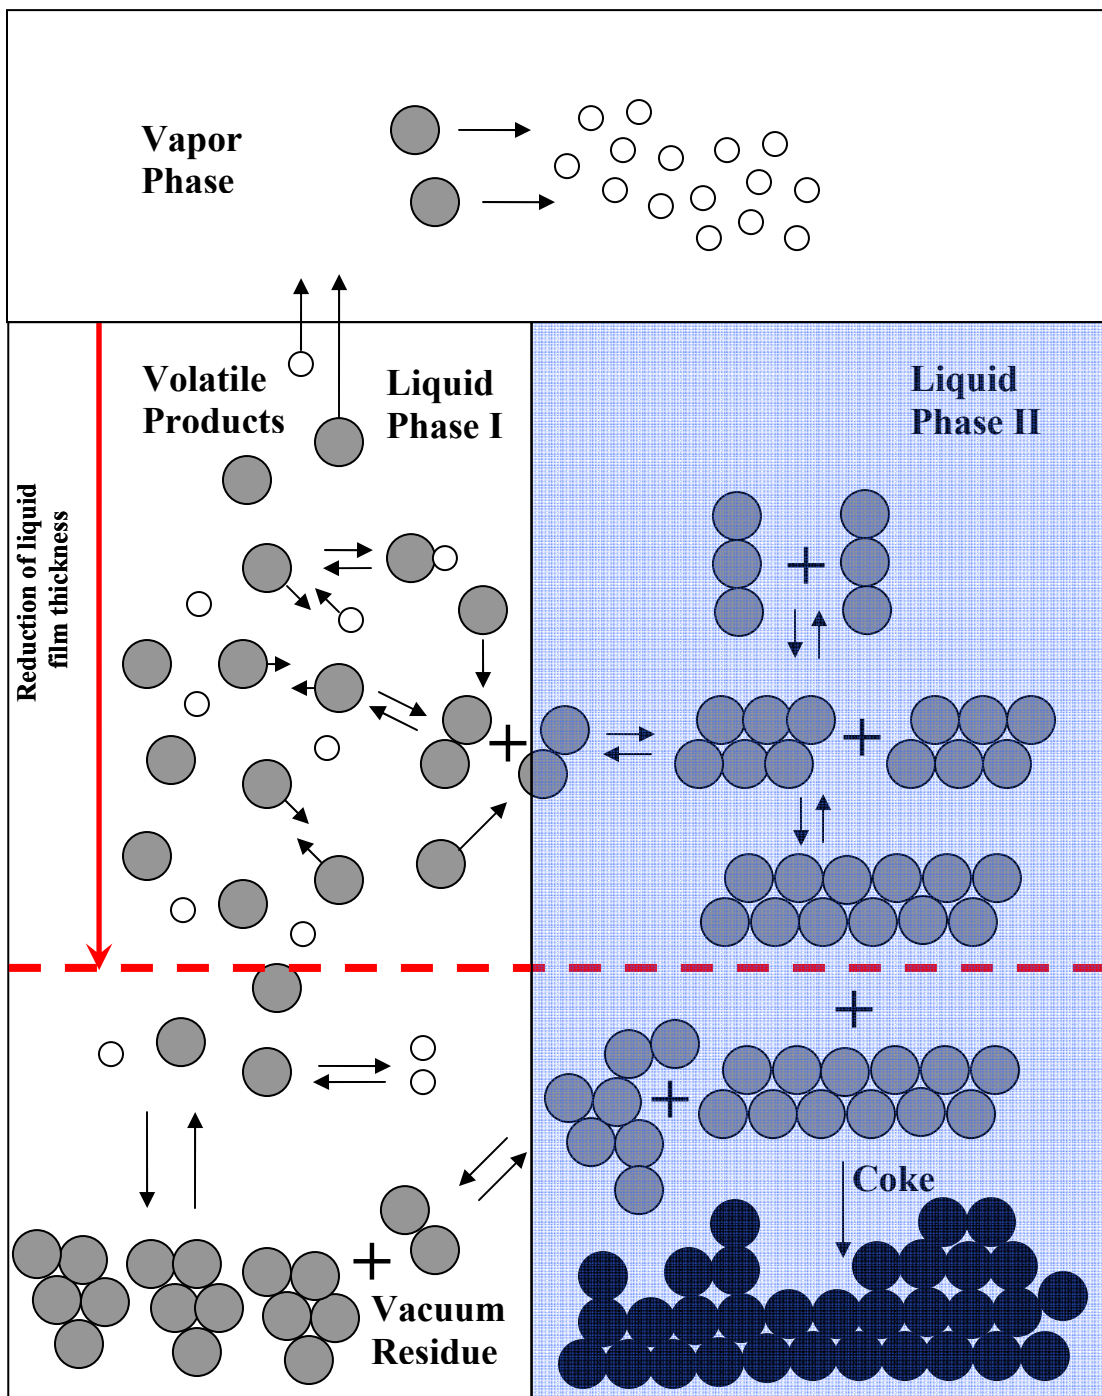 Vapor
Phase
Volatile
Products
Liquid
Phase I
Liquid
Phase II
Reduction of liquid
film thickness
+
+
+
+
+
Coke
+
Vacuum
Residue